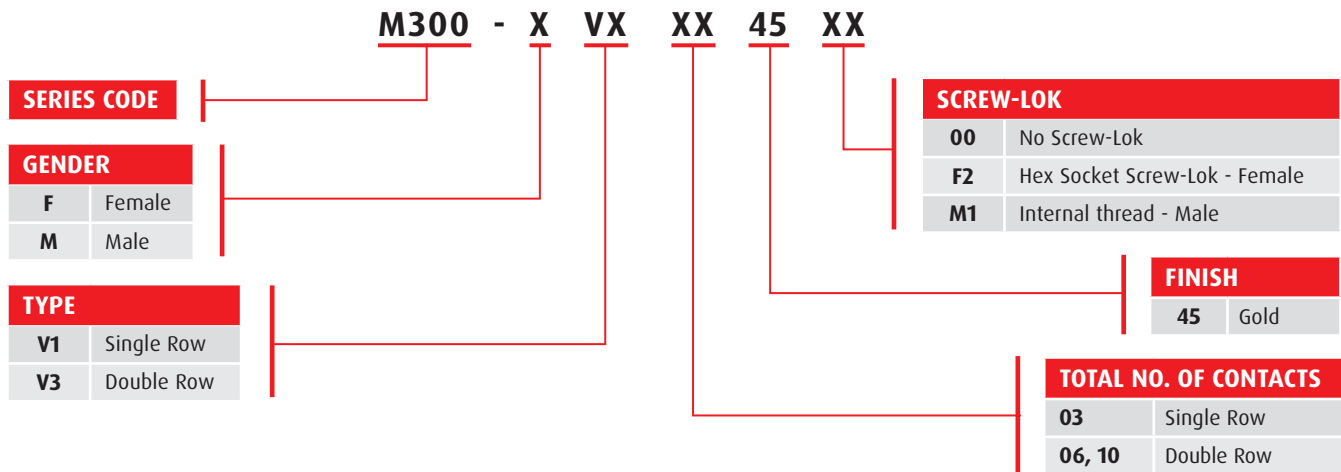 M300 - X VX XX 45 XX
SERIES CODE
GENDER
F Female
M Male
TYPE
V1 Single Row
V3 Double Row
SCREW-LOK
00 No Screw-Lok
F2 Hex Socket Screw-Lok - Female
M1 Internal thread - Male
FINISH
45 Gold
TOTAL NO. OF CONTACTS
03 Single Row
06, 10 Double Row